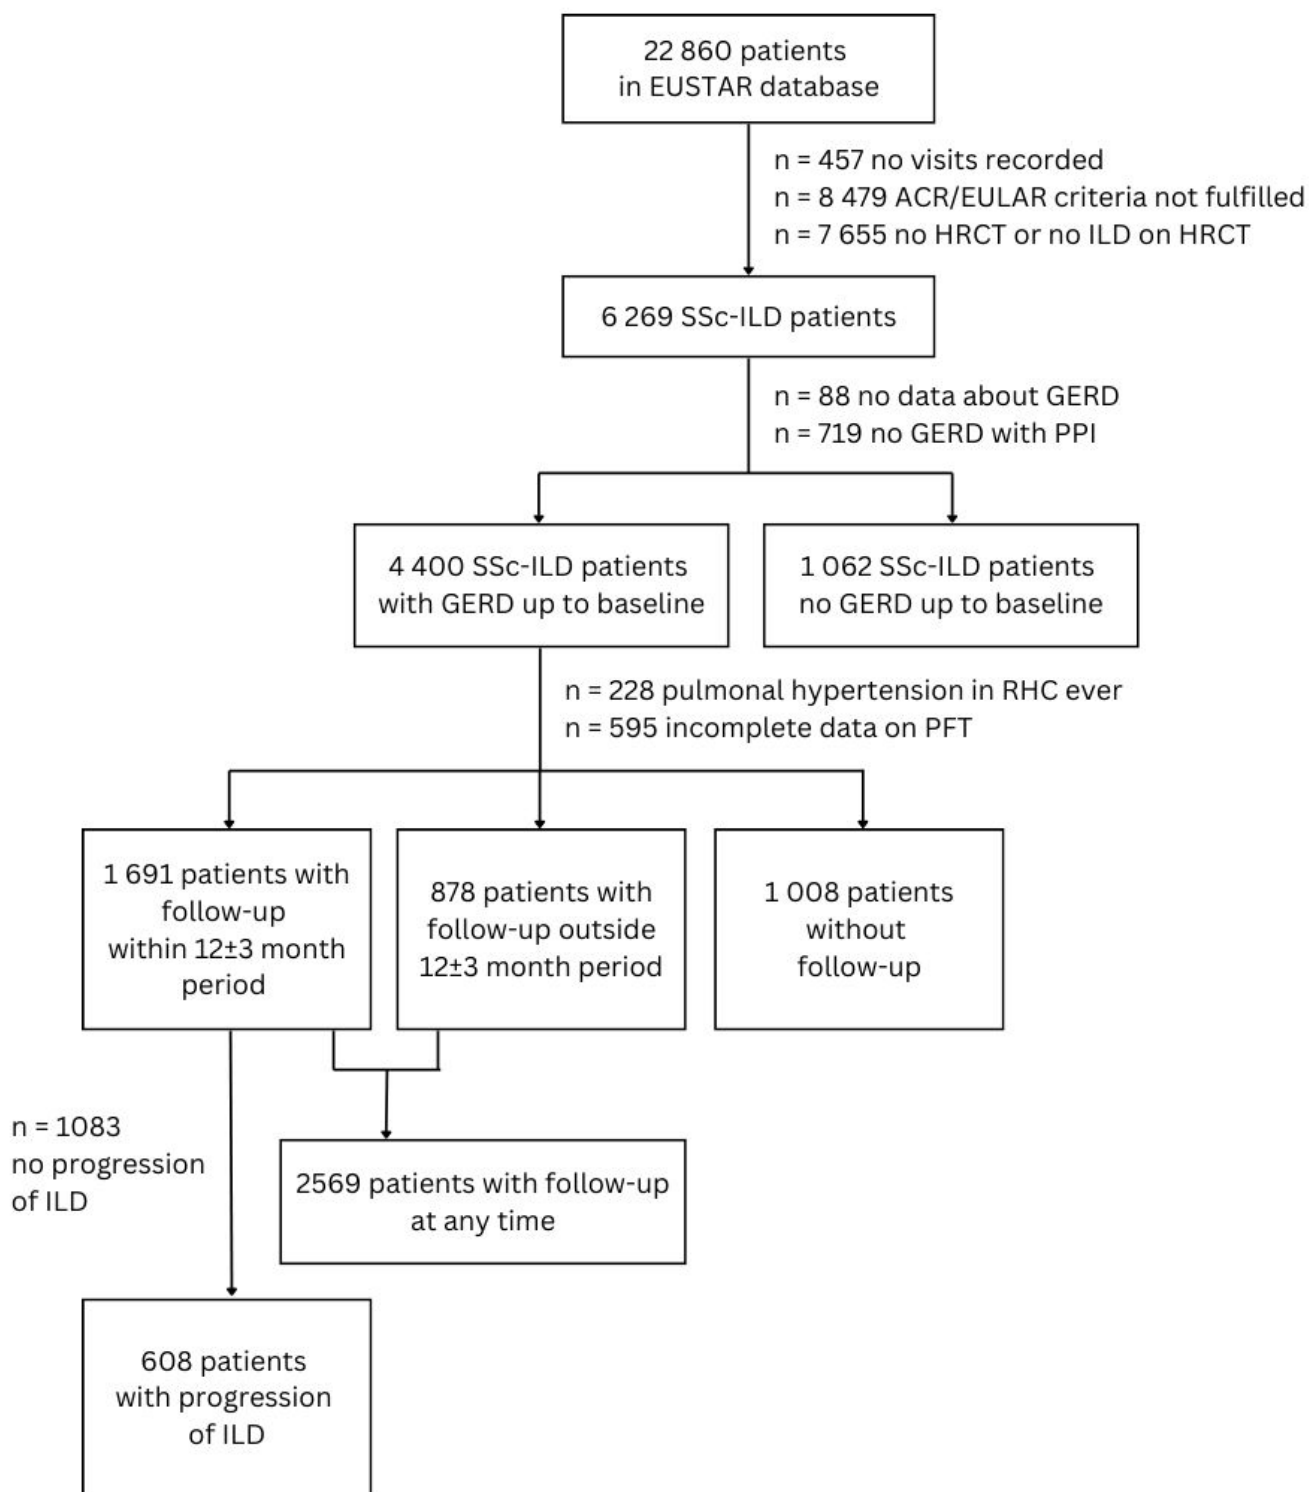 22 860 patients
in EUSTAR database
n = 457 no visits recorded
n = 8 479 ACR/EULAR criteria not fulfilled
n = 7 655 no HRCT or no ILD on HRCT
6 269 SSc-ILD patients
n = 88 no data about GERD
n = 719 no GERD with PPI
4 400 SSc-ILD patients
with GERD up to baseline
1 062 SSc-ILD patients
no GERD up to baseline
n = 228 pulmonal hypertension in RHC ever
n = 595 incomplete data on PFT
1 691 patients with
follow-up
within 12±3 month
period
878 patients with
follow-up outside
12±3 month period
1 008 patients
without
follow-up
n = 1083
no progression
of ILD
2569 patients with follow-up
at any time
608 patients
with progression
of ILD